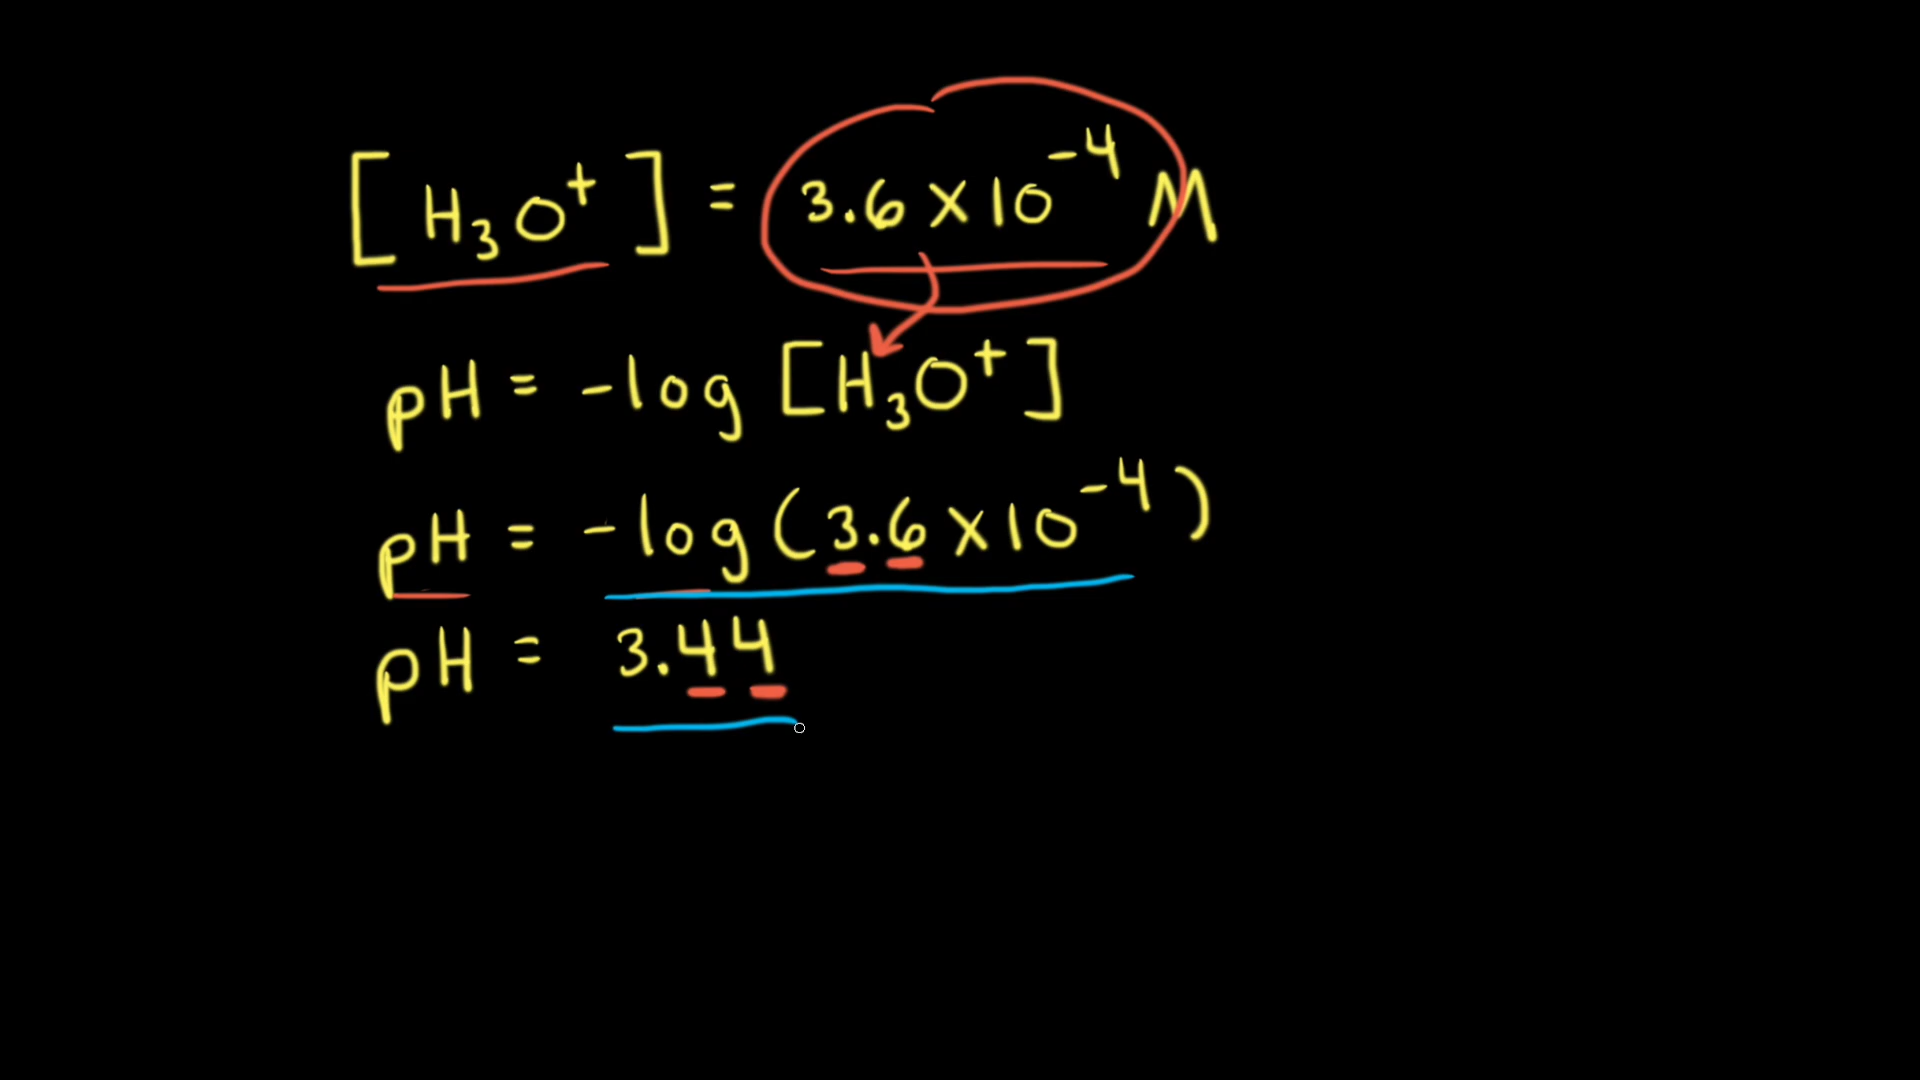 [H₃O⁺] = 3.6 x 10⁻⁴ M
pH = -log [H₃O⁺]
pH = -log (3.6 x 10⁻⁴)
pH = 3.44